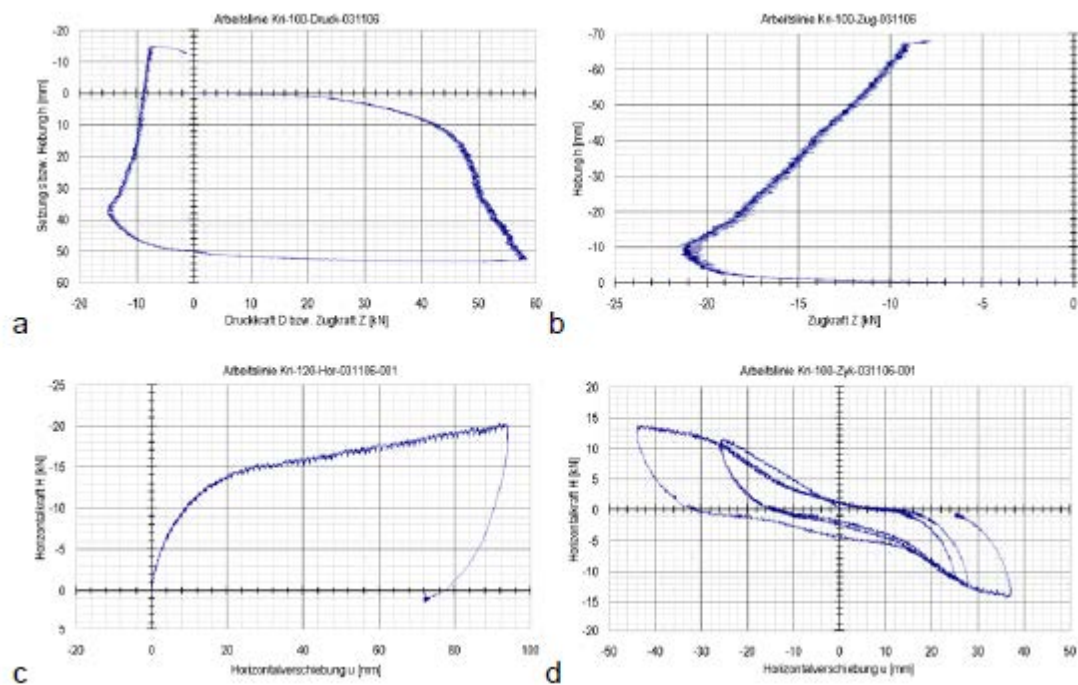 Arbeitslinie Kri-100-Druck-031106
-20
-10
0
10
20
30
40
50
60
Setzung s bzw. Hebung h [mm]
-20 -10 0 10 20 30 40 50 60
Druckkraft D bzw. Zugkraft Z [kN]
a
Arbeitslinie Kri-100-Zug-031106
-70
-60
-50
-40
-30
-20
-10
0
Hebung h [mm]
-25 -20 -15 -10 -5 0
Zugkraft Z [kN]
b
Arbeitslinie Kri-120-Hor-031106-001
-25
-20
-15
-10
-5
0
5
Horizontalkraft H [kN]
-20 0 20 40 60 80 100
Horizontalverschiebung u [mm]
c
Arbeitslinie Kri-100-Zyk-031106-001
20
15
10
5
0
-5
-10
-15
-20
Horizontalkraft H [kN]
-50 -40 -30 -20 -10 0 10 20 30 40 50
Horizontalverschiebung u [mm]
d